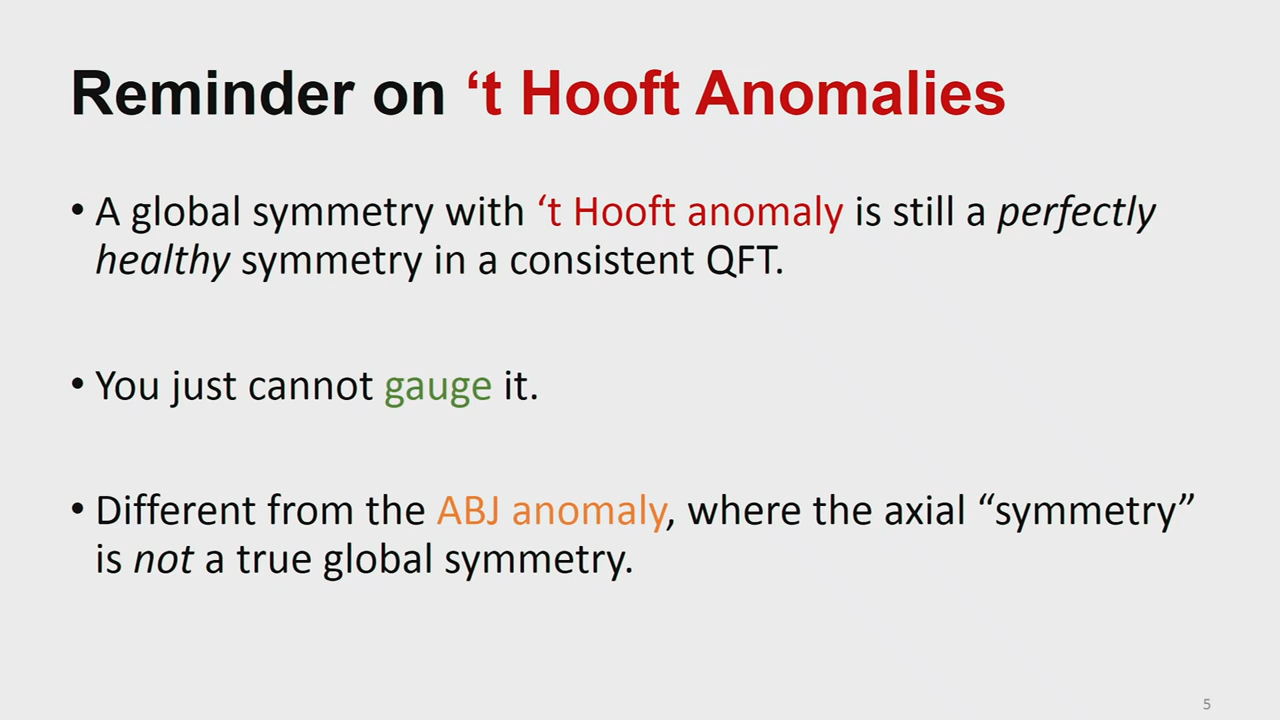 Reminder on ‘t Hooft Anomalies
• A global symmetry with ‘t Hooft anomaly is still a perfectly
healthy symmetry in a consistent QFT.
• You just cannot gauge it.
• Different from the ABJ anomaly, where the axial “symmetry”
is not a true global symmetry.
5